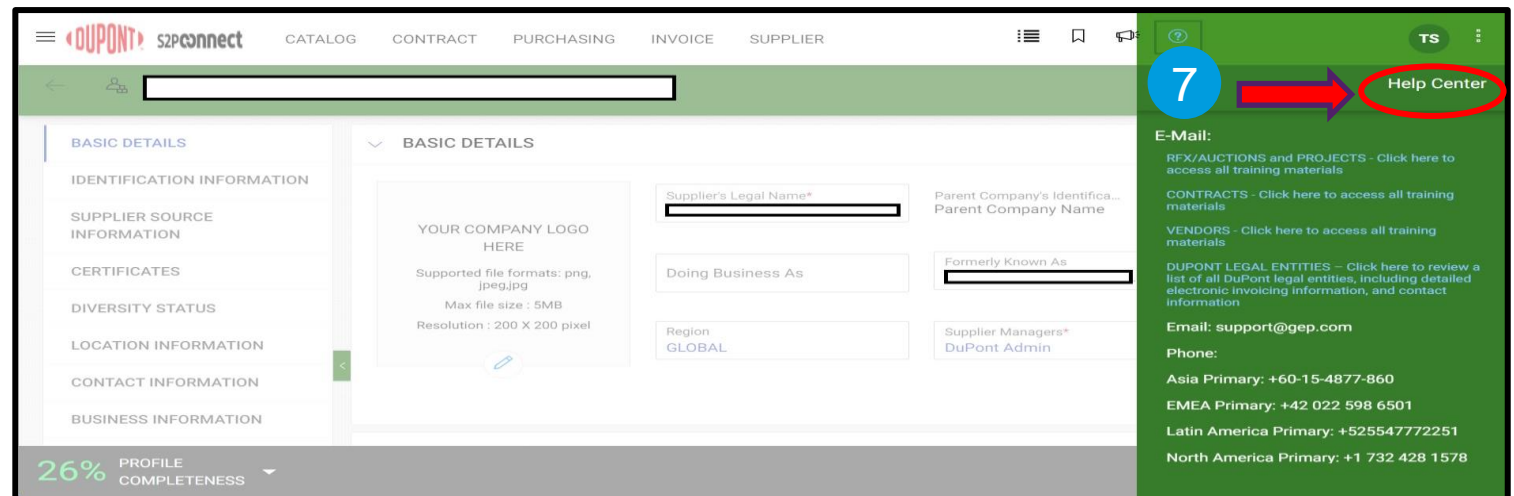 DUPONT S2PConnect CATALOG CONTRACT PURCHASING INVOICE SUPPLIER TS
7
Help Center
BASIC DETAILS
IDENTIFICATION INFORMATION
SUPPLIER SOURCE
INFORMATION
CERTIFICATES
DIVERSITY STATUS
LOCATION INFORMATION
CONTACT INFORMATION
BUSINESS INFORMATION
BASIC DETAILS
YOUR COMPANY LOGO
HERE
Supported file formats: png,
jpeg,jpg
Max file size : 5MB
Resolution : 200 X 200 pixel
Supplier's Legal Name*
Parent Company's Identifica...
Parent Company Name
Doing Business As
Formerly Known As
Region
GLOBAL
Supplier Managers*
DuPont Admin
E-Mail:
RFX/AUCTIONS and PROJECTS - Click here to
access all training materials
CONTRACTS - Click here to access all training
materials
VENDORS - Click here to access all training
materials
DUPONT LEGAL ENTITIES – Click here to review a
list of all DuPont legal entities, including detailed
electronic invoicing information, and contact
information
Email: support@gep.com
Phone:
Asia Primary: +60-15-4877-860
EMEA Primary: +42 022 598 6501
Latin America Primary: +525547772251
North America Primary: +1 732 428 1578
26% PROFILE
COMPLETENESS